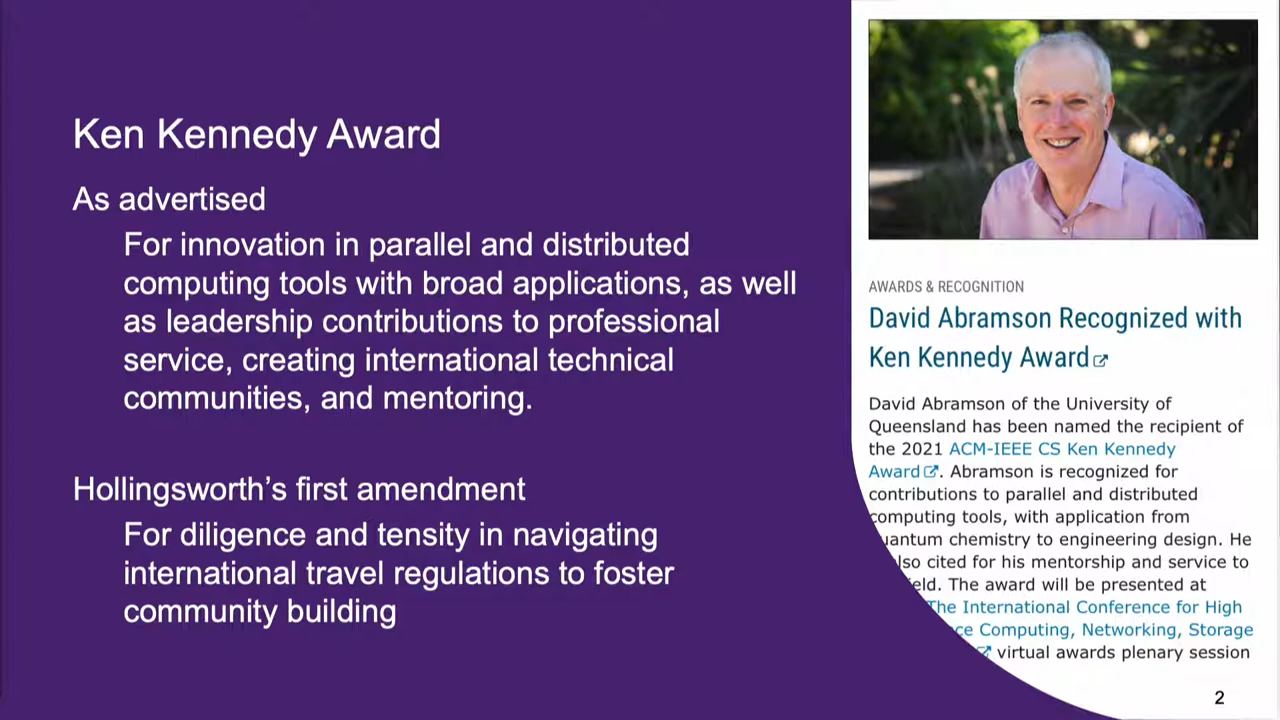 Ken Kennedy Award
As advertised
For innovation in parallel and distributed
computing tools with broad applications, as well
as leadership contributions to professional
service, creating international technical
communities, and mentoring.
Hollingsworth's first amendment
For diligence and tensity in navigating
international travel regulations to foster
community building
AWARDS & RECOGNITION
David Abramson Recognized with
Ken Kennedy Award
David Abramson of the University of
Queensland has been named the recipient of
the 2021 ACM-IEEE CS Ken Kennedy
Award. Abramson is recognized for
contributions to parallel and distributed
computing tools, with application from
uantum chemistry to engineering design. He
lso cited for his mentorship and service to
eld. The award will be presented at
The International Conference for High
ce Computing, Networking, Storage
virtual awards plenary session
2